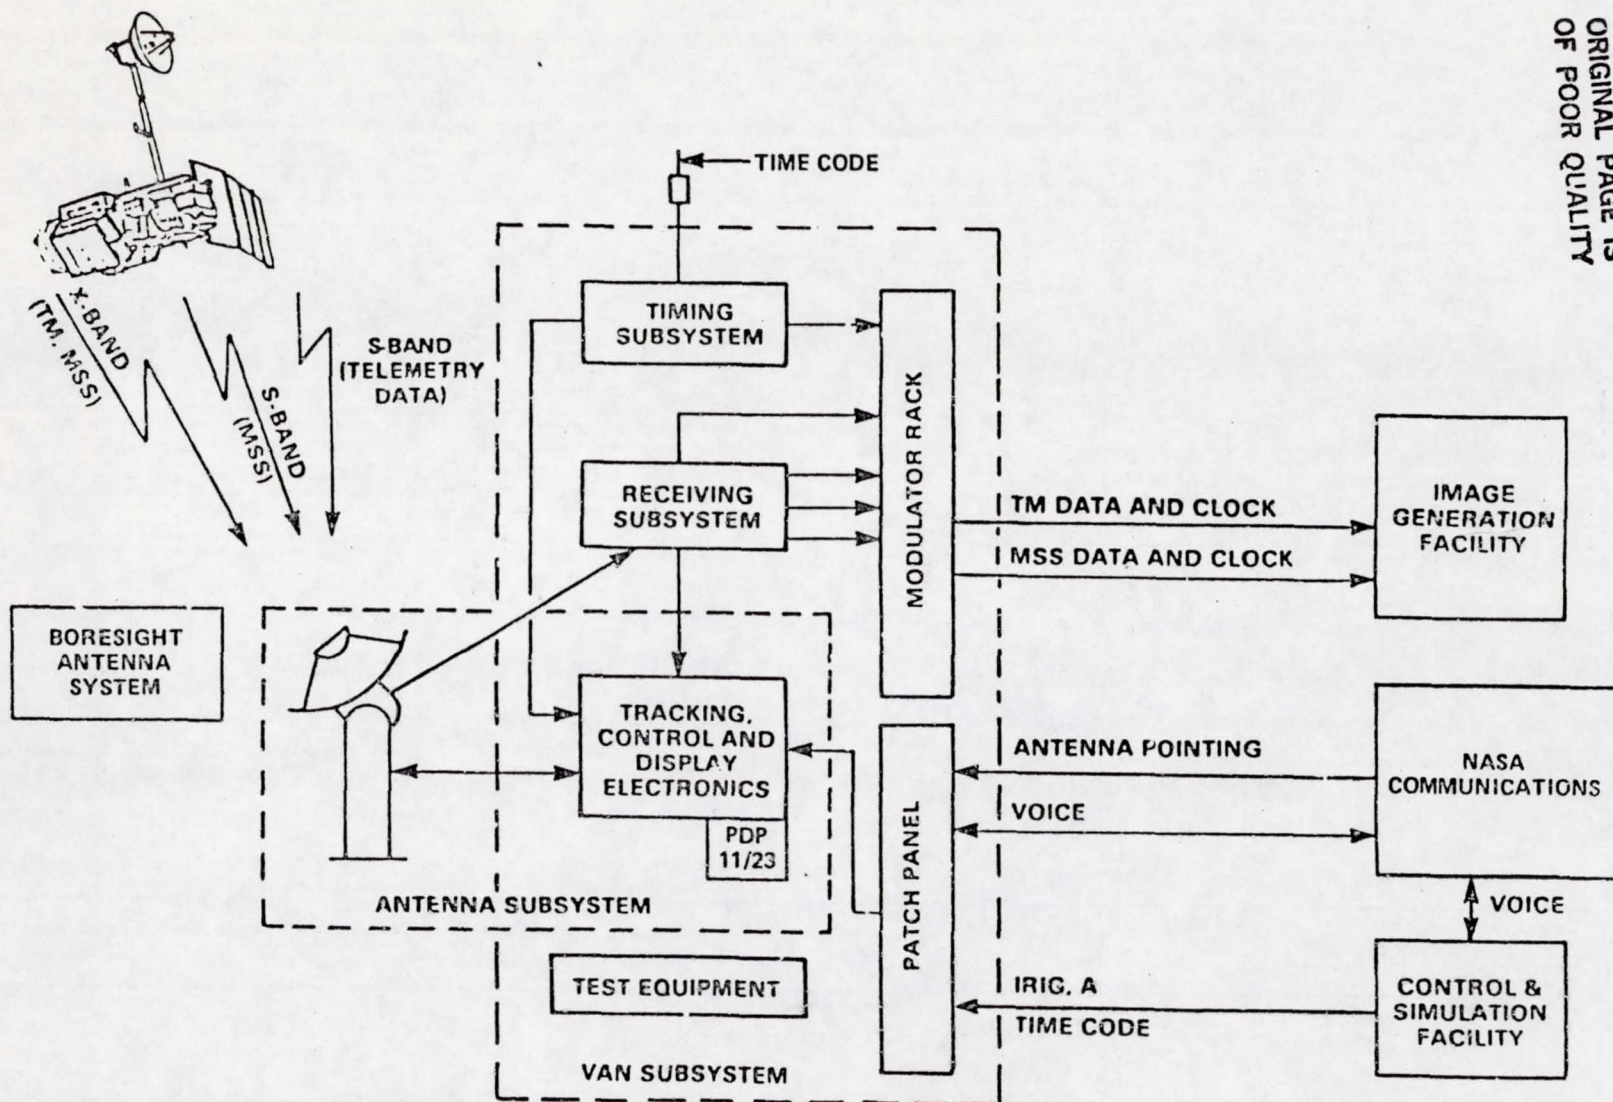 ORIGINAL PAGE IS
OF POOR QUALITY
TIME CODE
X-BAND
(TM, MSS)
S-BAND
(MSS)
S-BAND
(TELEMETRY
DATA)
TIMING
SUBSYSTEM
RECEIVING
SUBSYSTEM
MODULATOR RACK
TM DATA AND CLOCK
MSS DATA AND CLOCK
IMAGE
GENERATION
FACILITY
BORESIGHT
ANTENNA
SYSTEM
TRACKING,
CONTROL AND
DISPLAY
ELECTRONICS
PDP
11/23
ANTENNA SUBSYSTEM
PATCH PANEL
ANTENNA POINTING
VOICE
NASA
COMMUNICATIONS
VOICE
TEST EQUIPMENT
IRIG. A
TIME CODE
CONTROL &
SIMULATION
FACILITY
VAN SUBSYSTEM